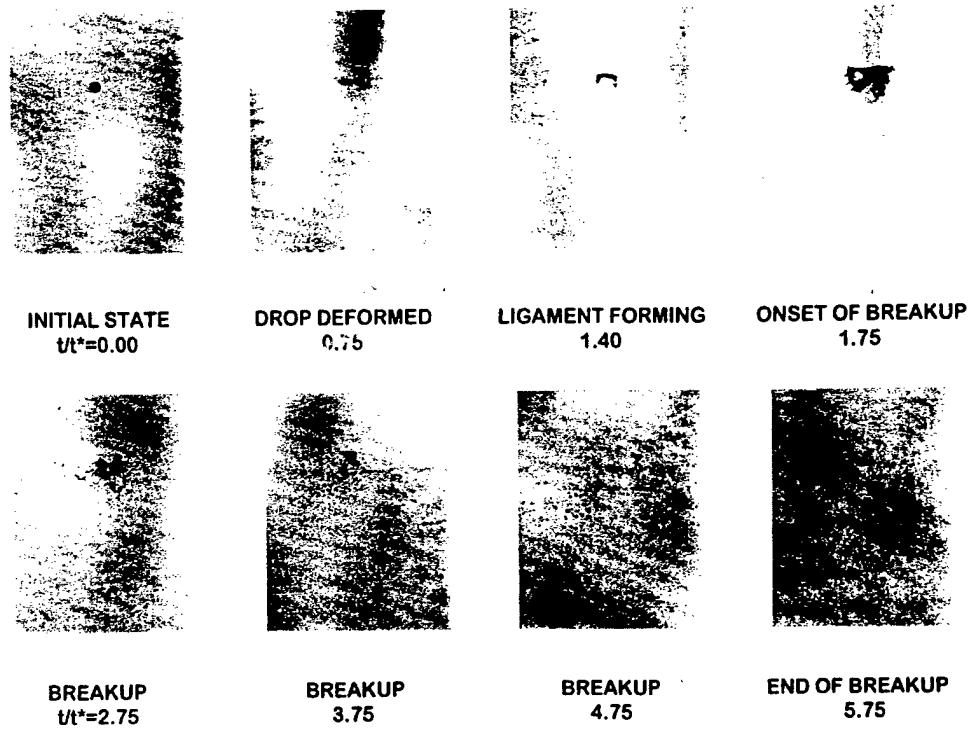 INITIAL STATE
t/t*=0.00
DROP DEFORMED
0.75
LIGAMENT FORMING
1.40
ONSET OF BREAKUP
1.75
BREAKUP
t/t*=2.75
BREAKUP
3.75
BREAKUP
4.75
END OF BREAKUP
5.75